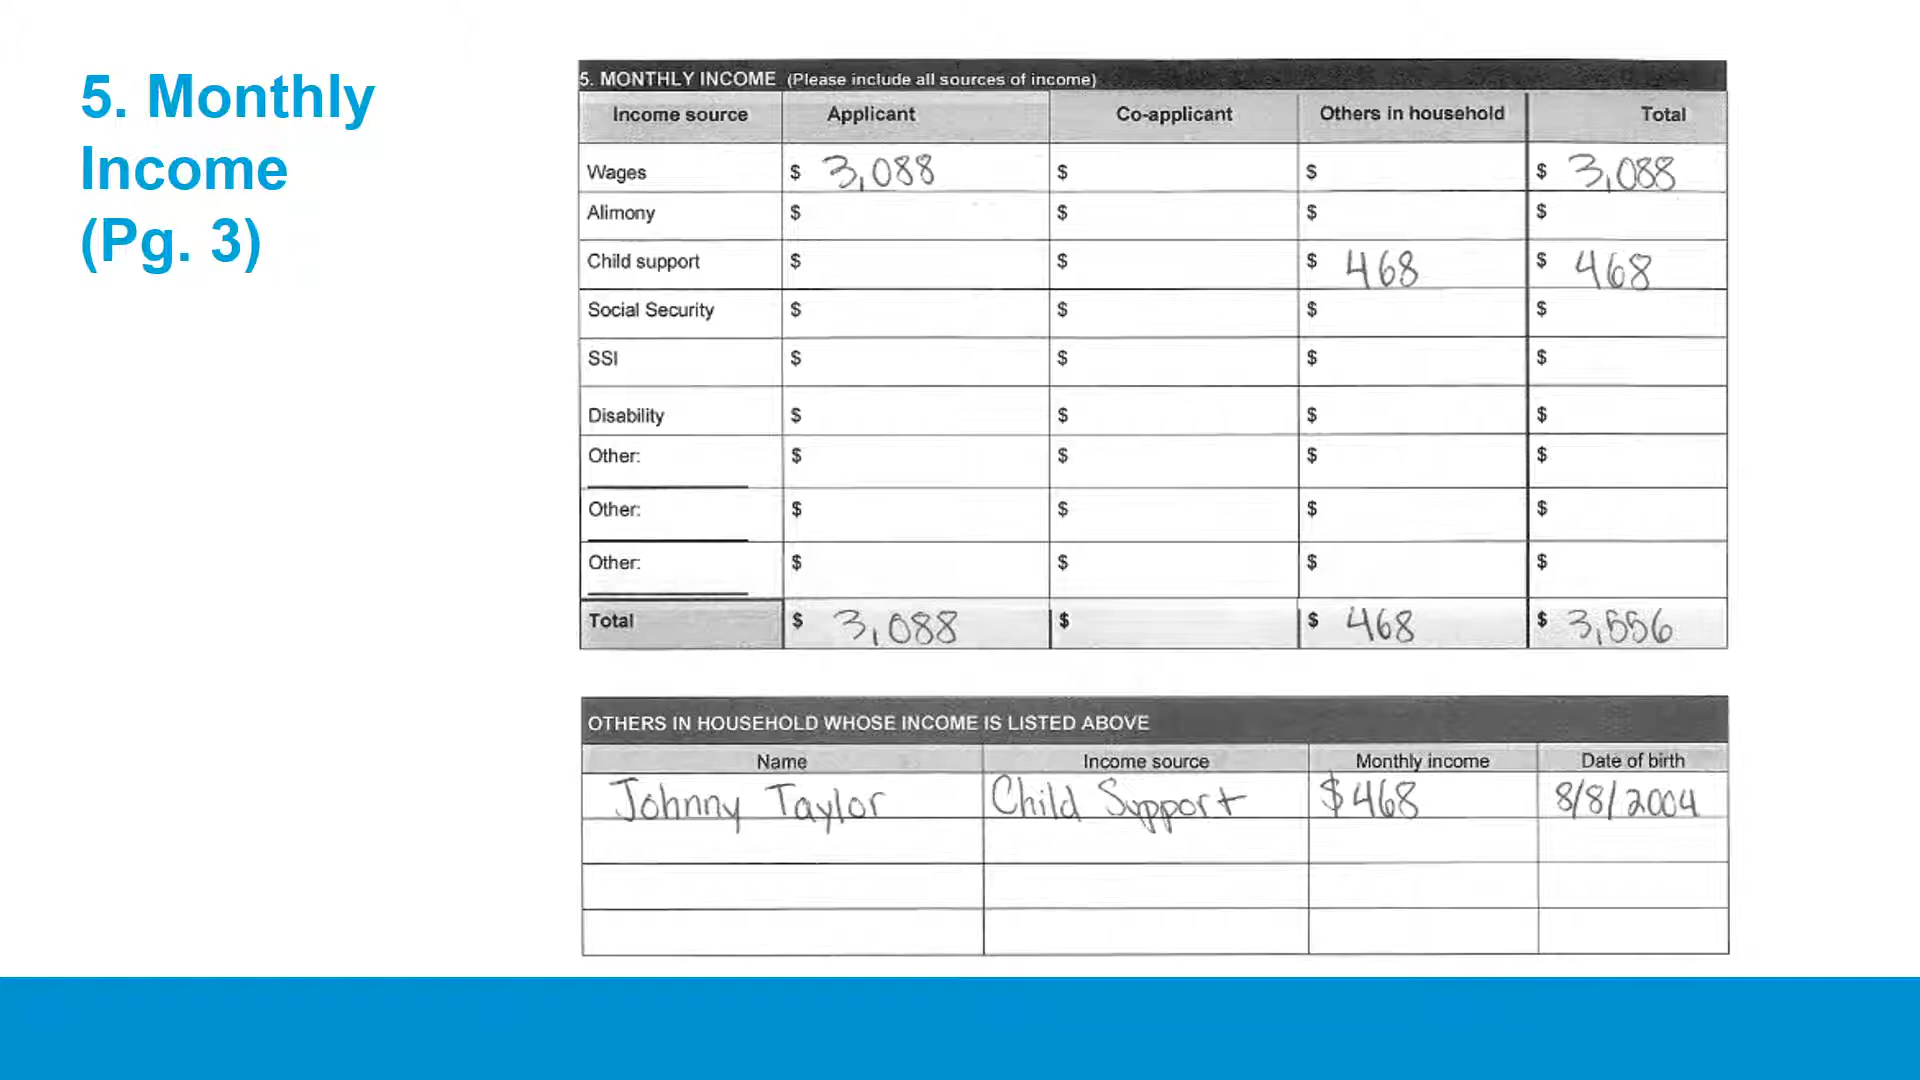 5. Monthly
Income
(Pg. 3)
5. MONTHLY INCOME (Please include all sources of income)
Income source Applicant Co-applicant Others in household Total
Wages $ 3,088 $ $ $ 3,088
Alimony $ $ $ $
Child support $ $ $ 468 $ 468
Social Security $ $ $ $
SSI $ $ $ $
Disability $ $ $ $
Other: $ $ $ $
Other: $ $ $ $
Other: $ $ $ $
Total $ 3,088 $ $ 468 $ 3,556
OTHERS IN HOUSEHOLD WHOSE INCOME IS LISTED ABOVE
Name Income source Monthly income Date of birth
Johnny Taylor Child Support $468 8/8/2004